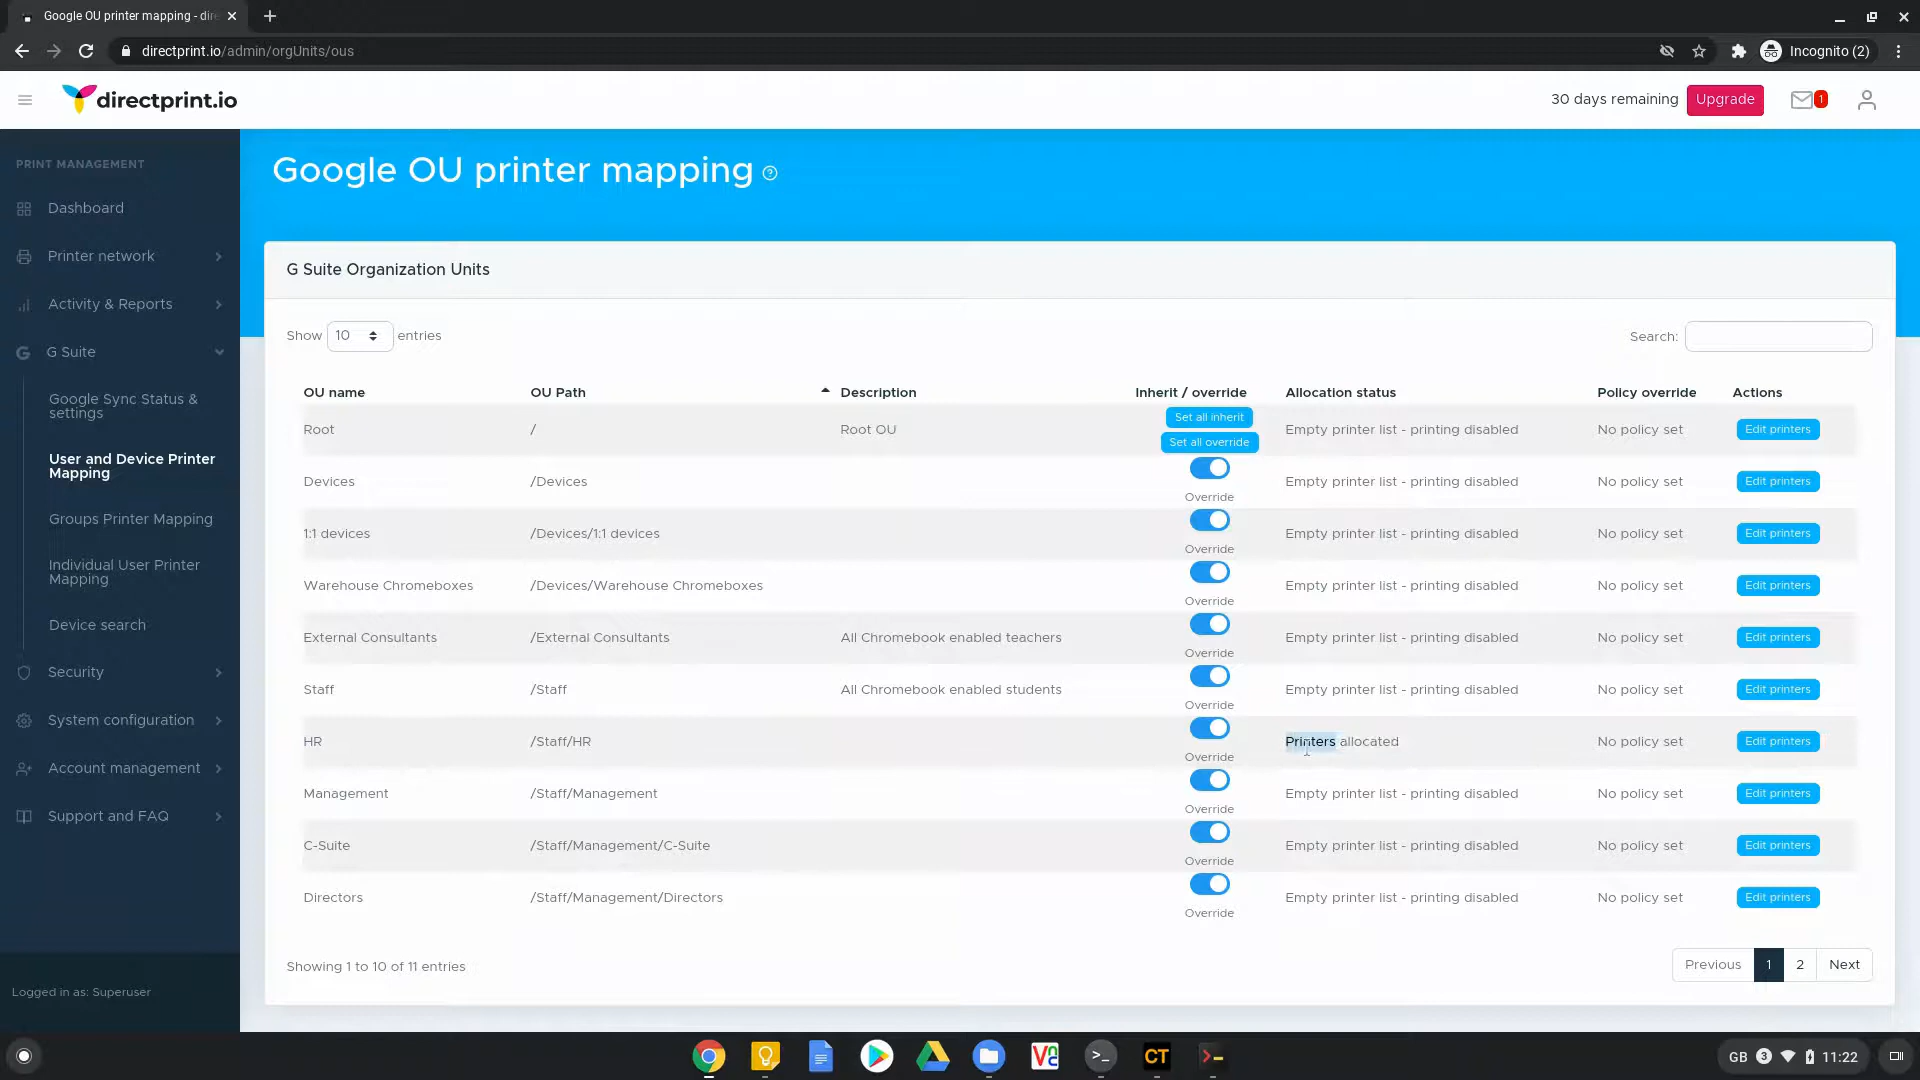 Google OU printer mapping - dire
directprint.io/admin/orgUnits/ous
Incognito (2)
directprint.io
30 days remaining
Upgrade
1
PRINT MANAGEMENT
Dashboard
Printer network
Activity & Reports
G Suite
Google Sync Status &
settings
User and Device Printer
Mapping
Groups Printer Mapping
Individual User Printer
Mapping
Device search
Security
System configuration
Account management
Support and FAQ
Logged in as: Superuser
Google OU printer mapping
G Suite Organization Units
Show 10 entries
Search:
OU name OU Path Description Inherit / override Allocation status Policy override Actions
Root / Root OU Set all inherit Set all override Empty printer list - printing disabled No policy set Edit printers
Devices /Devices Override Empty printer list - printing disabled No policy set Edit printers
1:1 devices /Devices/1:1 devices Override Empty printer list - printing disabled No policy set Edit printers
Warehouse Chromeboxes /Devices/Warehouse Chromeboxes Override Empty printer list - printing disabled No policy set Edit printers
External Consultants /External Consultants All Chromebook enabled teachers Override Empty printer list - printing disabled No policy set Edit printers
Staff /Staff All Chromebook enabled students Override Empty printer list - printing disabled No policy set Edit printers
HR /Staff/HR Override Printers allocated No policy set Edit printers
Management /Staff/Management Override Empty printer list - printing disabled No policy set Edit printers
C-Suite /Staff/Management/C-Suite Override Empty printer list - printing disabled No policy set Edit printers
Directors /Staff/Management/Directors Override Empty printer list - printing disabled No policy set Edit printers
Showing 1 to 10 of 11 entries
Previous 1 2 Next
CT
GB 3 11:22